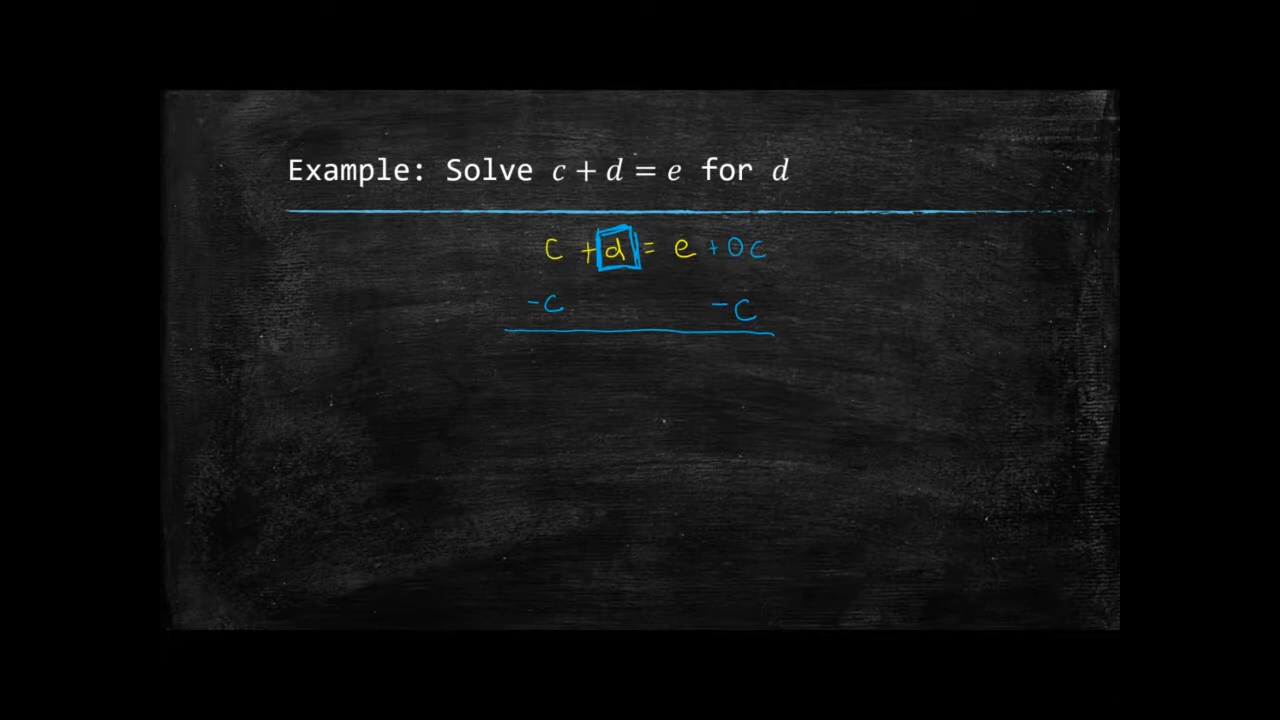 Example: Solve c + d = e for d
c + d = e + 0c
-c -c